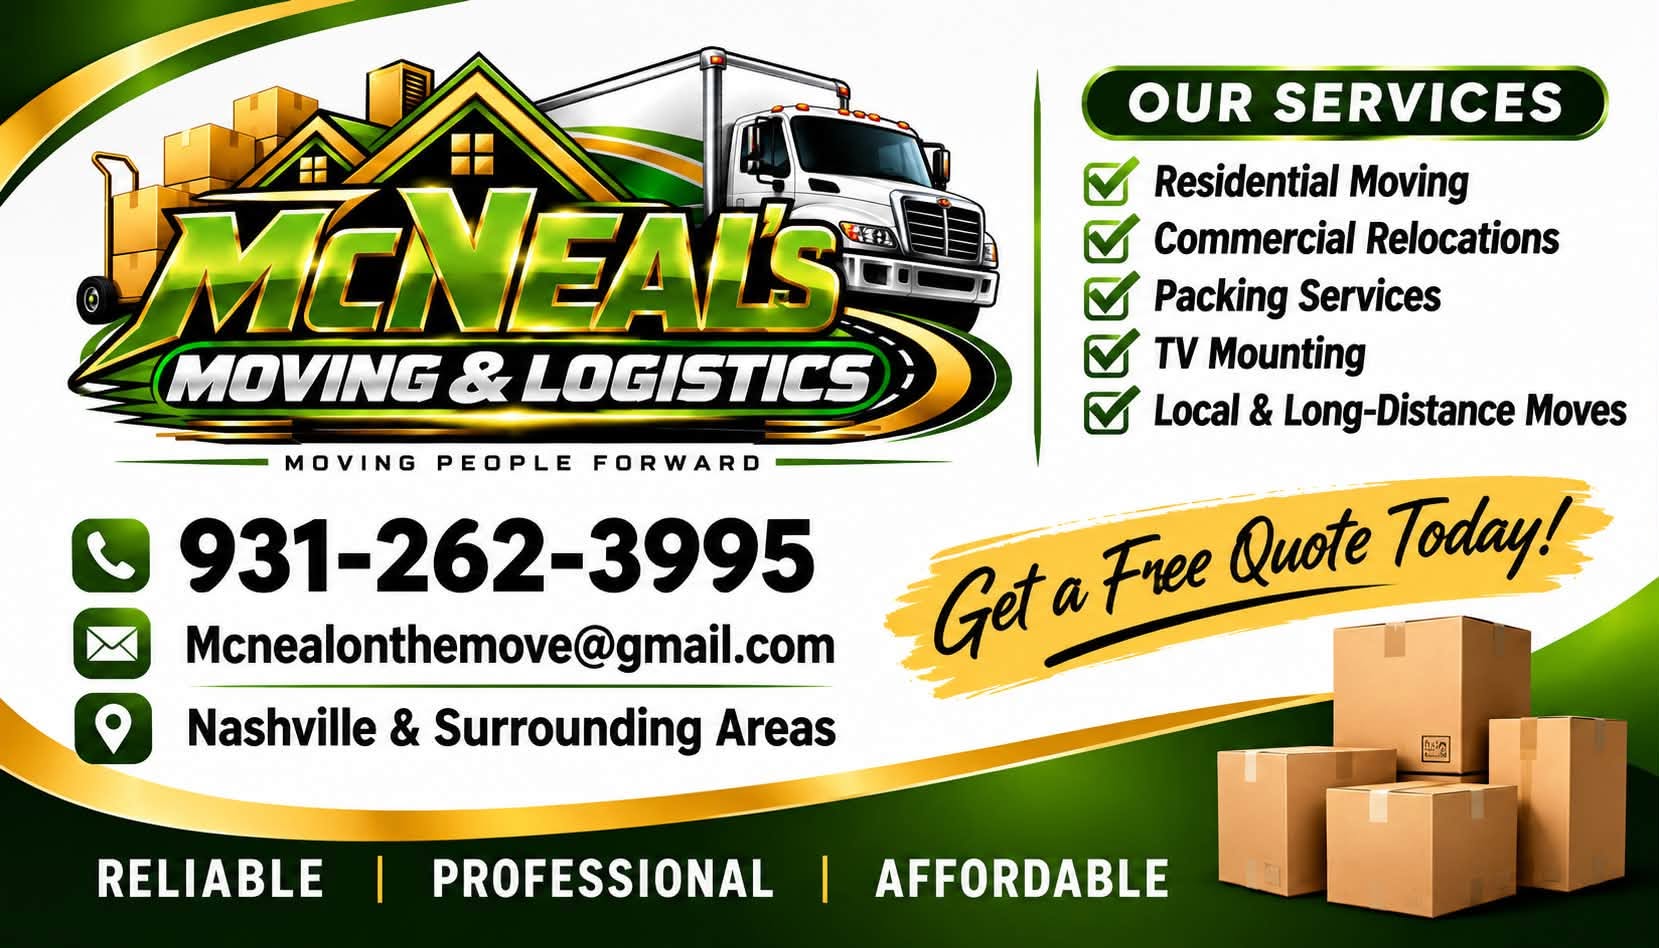 McNeal's
MOVING & LOGISTICS
MOVING PEOPLE FORWARD
931-262-3995
Mcnealonthemove@gmail.com
Nashville & Surrounding Areas
OUR SERVICES
Residential Moving
Commercial Relocations
Packing Services
TV Mounting
Local & Long-Distance Moves
Get a Free Quote Today!
RELIABLE | PROFESSIONAL | AFFORDABLE